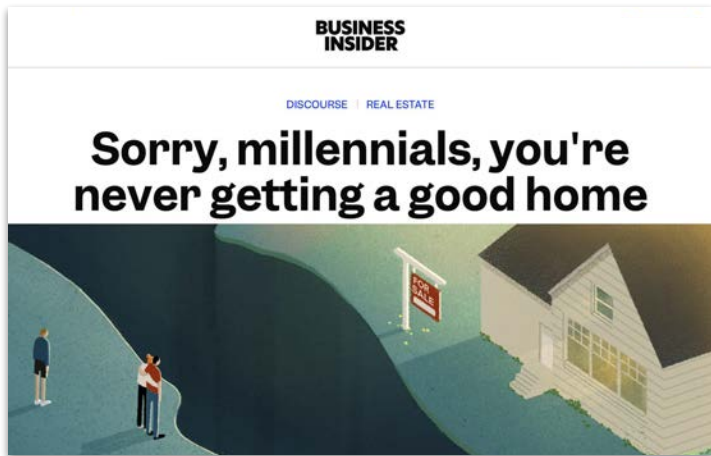 BUSINESS
INSIDER
DISCOURSE | REAL ESTATE
Sorry, millennials, you're
never getting a good home
FOR
SALE